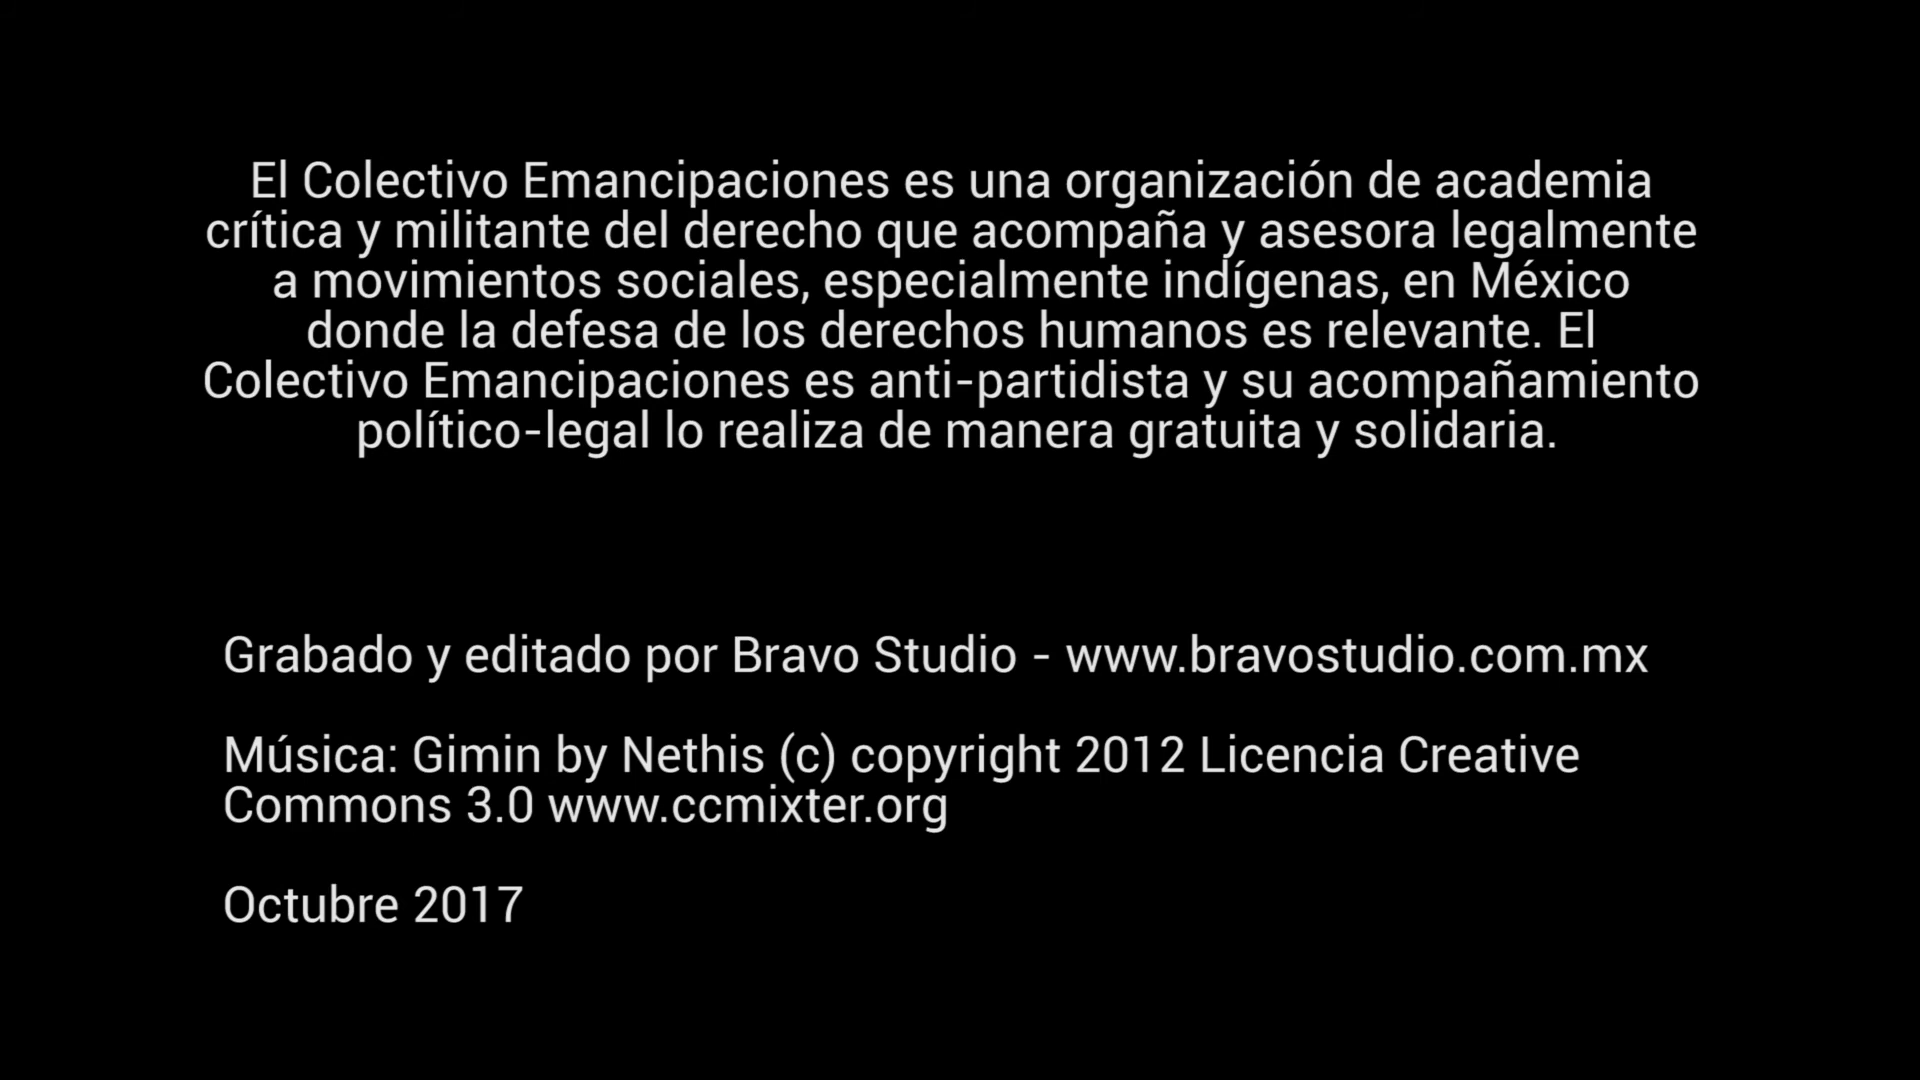 El Colectivo Emancipaciones es una organización de academia
crítica y militante del derecho que acompaña y asesora legalmente
a movimientos sociales, especialmente indígenas, en México
donde la defesa de los derechos humanos es relevante. El
Colectivo Emancipaciones es anti-partidista y su acompañamiento
político-legal lo realiza de manera gratuita y solidaria.
Grabado y editado por Bravo Studio - www.bravostudio.com.mx
Música: Gimin by Nethis (c) copyright 2012 Licencia Creative
Commons 3.0 www.ccmixter.org
Octubre 2017